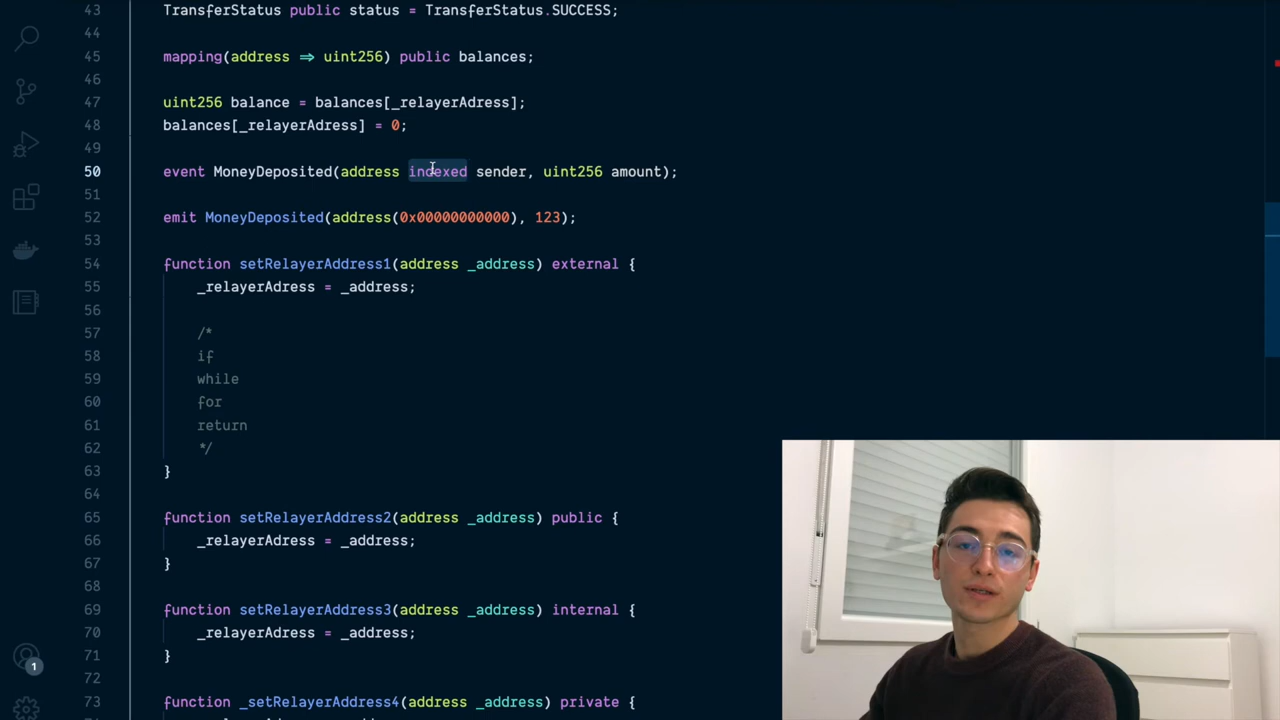 43 TransferStatus public status = TransferStatus.SUCCESS;
44
45 mapping(address => uint256) public balances;
46
47 uint256 balance = balances[_relayerAdress];
48 balances[_relayerAdress] = 0;
49
50 event MoneyDeposited(address indexed sender, uint256 amount);
51
52 emit MoneyDeposited(address(0x00000000000), 123);
53
54 function setRelayerAddress1(address _address) external {
55 _relayerAdress = _address;
56
57 /*
58 if
59 while
60 for
61 return
62 */
63 }
64
65 function setRelayerAddress2(address _address) public {
66 _relayerAdress = _address;
67 }
68
69 function setRelayerAddress3(address _address) internal {
70 _relayerAdress = _address;
71 }
72
73 function _setRelayerAddress4(address _address) private {
1